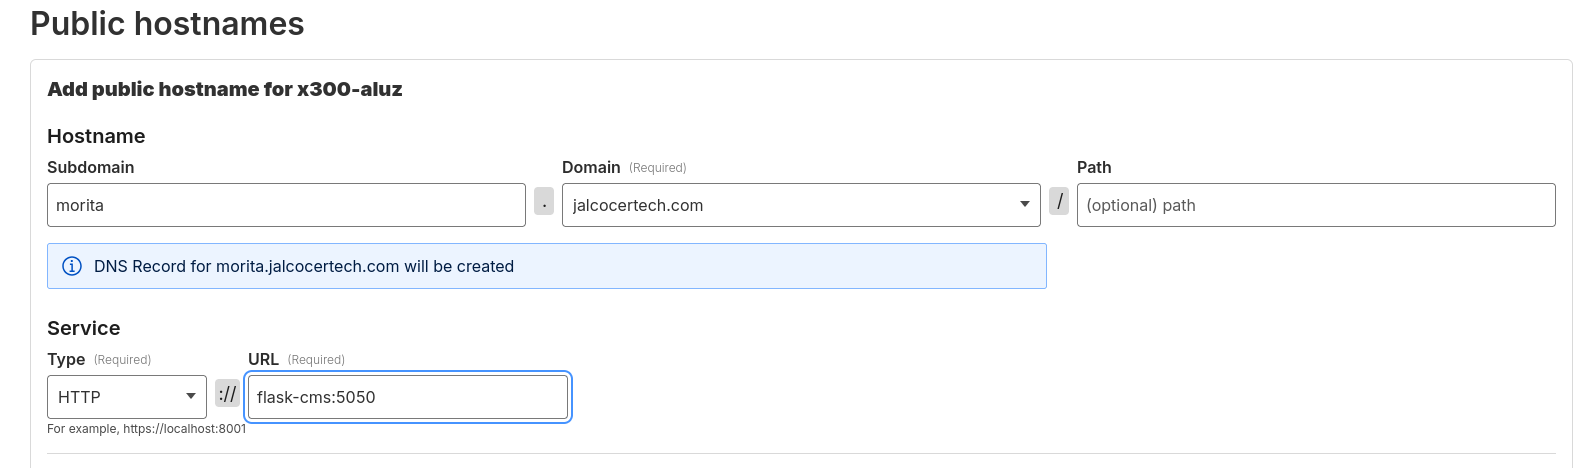 Public hostnames
Add public hostname for x300-aluz
Hostname
Subdomain Domain (Required) Path
morita . jalcocertech.com / (optional) path
DNS Record for morita.jalcocertech.com will be created
Service
Type (Required) URL (Required)
HTTP :// flask-cms:5050
For example, https://localhost:8001